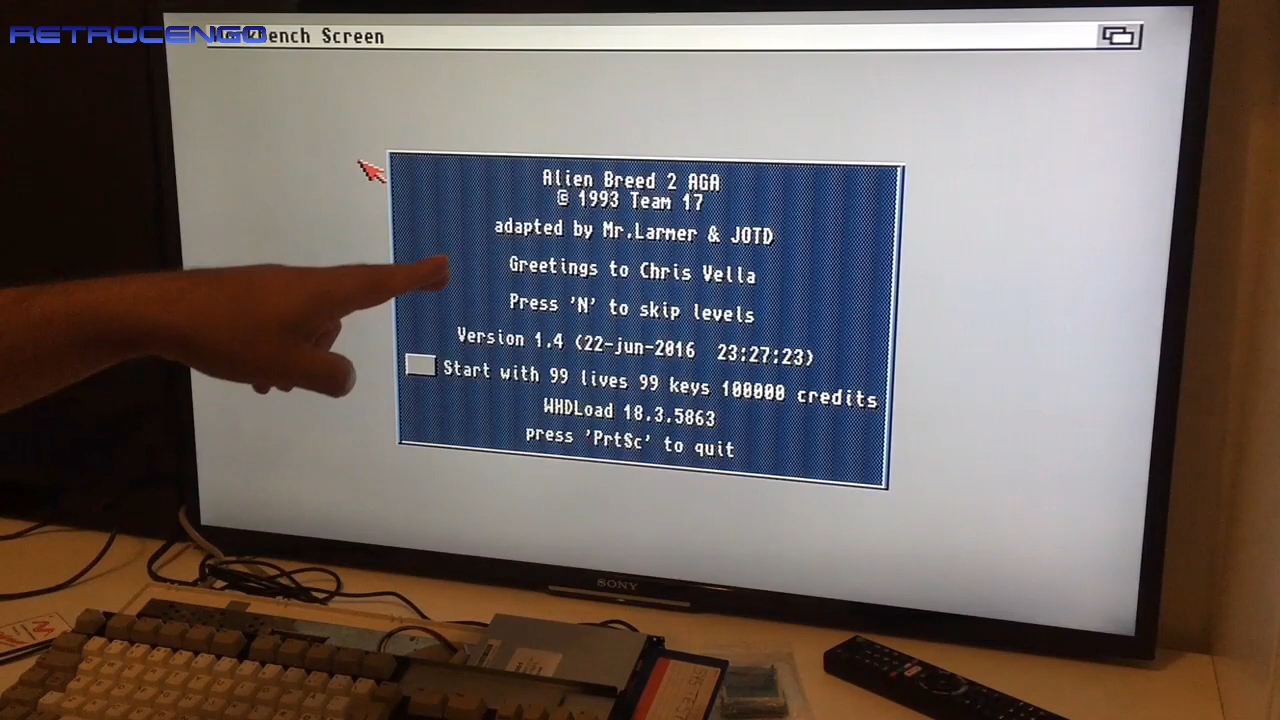 RETROCENGO
Workbench Screen
Alien Breed 2 AGA
© 1993 Team 17
adapted by Mr.Larmer & JOTD
Greetings to Chris Vella
Press 'N' to skip levels
Version 1.4 (22-jun-2016 23:27:23)
Start with 99 lives 99 keys 100000 credits
WHDLoad 18.3.5863
press 'PrtSc' to quit
SONY